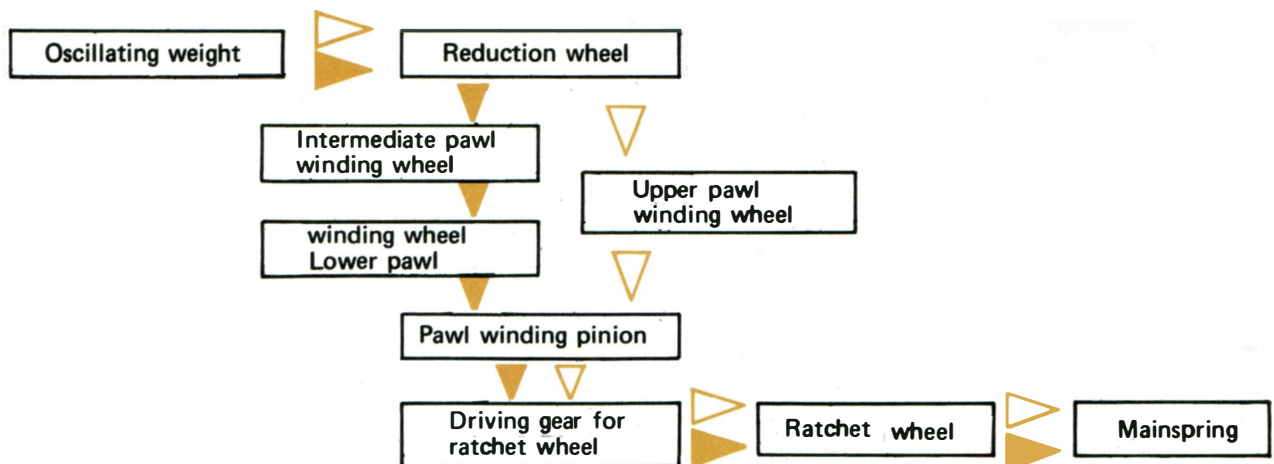 Oscillating weight
Reduction wheel
Intermediate pawl
winding wheel
Upper pawl
winding wheel
winding wheel
Lower pawl
Pawl winding pinion
Driving gear for
ratchet wheel
Ratchet wheel
Mainspring